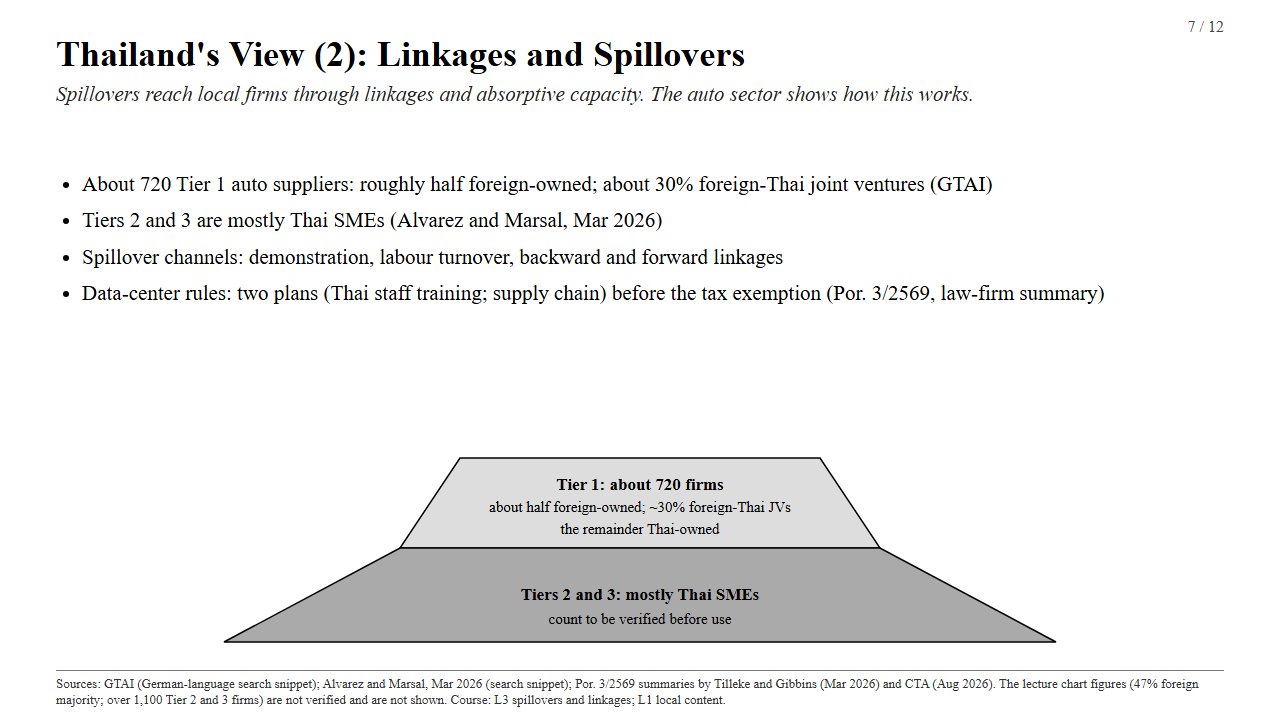 7 / 12
Thailand's View (2): Linkages and Spillovers
Spillovers reach local firms through linkages and absorptive capacity. The auto sector shows how this works.
• About 720 Tier 1 auto suppliers: roughly half foreign-owned; about 30% foreign-Thai joint ventures (GTAI)
• Tiers 2 and 3 are mostly Thai SMEs (Alvarez and Marsal, Mar 2026)
• Spillover channels: demonstration, labour turnover, backward and forward linkages
• Data-center rules: two plans (Thai staff training; supply chain) before the tax exemption (Por. 3/2569, law-firm summary)
Tier 1: about 720 firms
about half foreign-owned; ~30% foreign-Thai JVs
the remainder Thai-owned
Tiers 2 and 3: mostly Thai SMEs
count to be verified before use
Sources: GTAI (German-language search snippet); Alvarez and Marsal, Mar 2026 (search snippet); Por. 3/2569 summaries by Tilleke and Gibbins (Mar 2026) and CTA (Aug 2026). The lecture chart figures (47% foreign
majority; over 1,100 Tier 2 and 3 firms) are not verified and are not shown. Course: L3 spillovers and linkages; L1 local content.